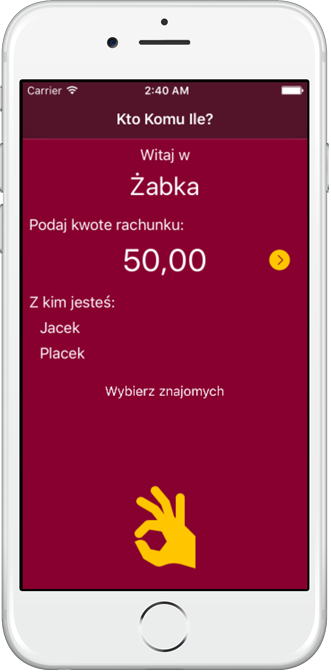 Carrier 2:40 AM
Kto Komu Ile?
Witaj w
Żabka
Podaj kwote rachunku:
50,00
Z kim jesteś:
Jacek
Placek
Wybierz znajomych